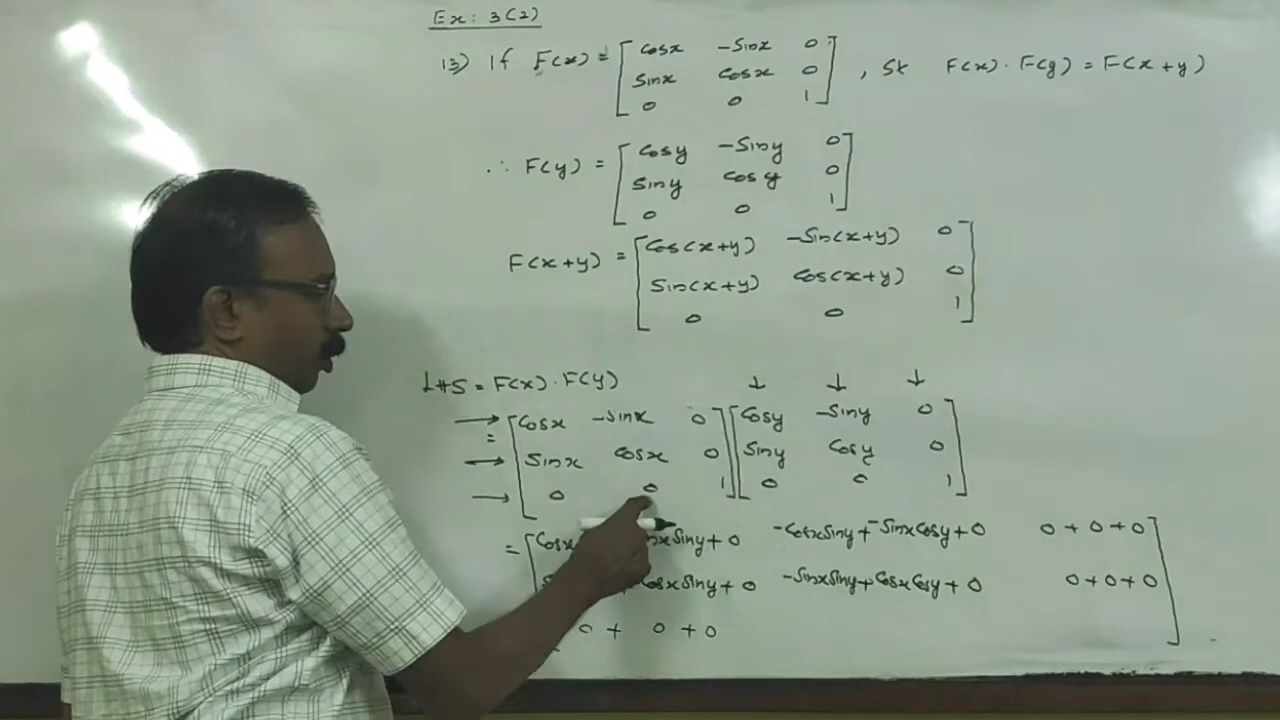 Ex: 3(2)
13) If F(x) = [ cosx -sinx 0
sinx cosx 0
0 0 1 ] , ST F(x) · F(y) = F(x+y)
∴ F(y) = [ cosy -siny 0
siny cosy 0
0 0 1 ]
F(x+y) = [ cos(x+y) -sin(x+y) 0
sin(x+y) cos(x+y) 0
0 0 1 ]
LHS = F(x) · F(y) ↓ ↓ ↓
→ = [ cosx -sinx 0 ] [ cosy -siny 0
→ sinx cosx 0 siny cosy 0
→ 0 0 1 ] 0 0 1 ]
= [ cosx siny + 0 -cosxsiny + -sinxcosy + 0 0 + 0 + 0
cosxsiny + 0 -sinxsiny + cosxcosy + 0 0 + 0 + 0
0 + 0 + 0 ]